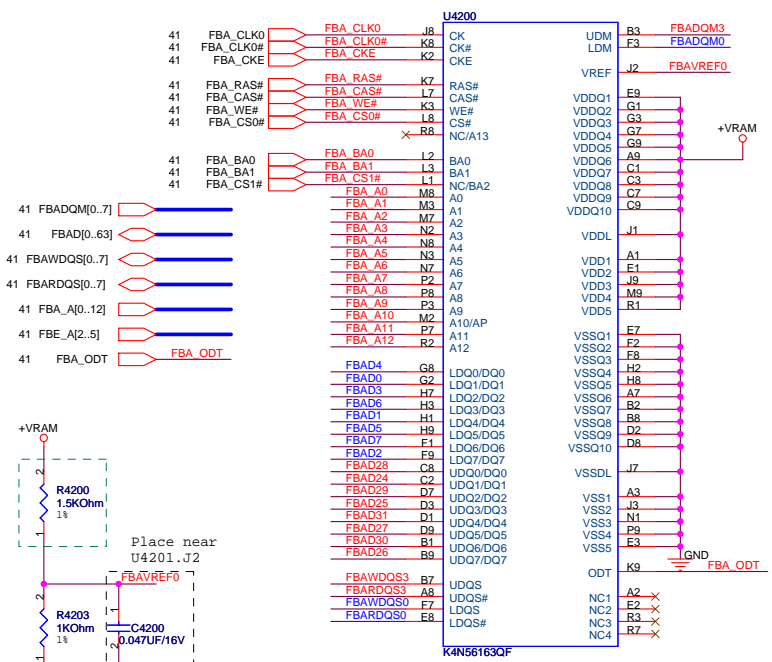 U4200
41 FBA_CLK0 FBA_CLK0 J8 CK
41 FBA_CLK0# FBA_CLK0# K8 CK#
41 FBA_CKE FBA_CKE K2 CKE
41 FBA_RAS# FBA_RAS# K7 RAS#
41 FBA_CAS# FBA_CAS# L7 CAS#
41 FBA_WE# FBA_WE# K3 WE#
41 FBA_CS0# FBA_CS0# L8 CS#
R8 NC/A13
41 FBA_BA0 FBA_BA0 L2 BA0
41 FBA_BA1 FBA_BA1 L3 BA1
41 FBA_CS1# FBA_CS1# L1 NC/BA2
FBA_A0 M8 A0
FBA_A1 M3 A1
FBA_A2 M7 A2
FBA_A3 N2 A3
FBA_A4 N8 A4
FBA_A5 N3 A5
FBA_A6 N7 A6
FBA_A7 P2 A7
FBA_A8 P8 A8
FBA_A9 P3 A9
FBA_A10 M2 A10/AP
FBA_A11 P7 A11
FBA_A12 R2 A12
41 FBADQM[0..7]
41 FBAD[0..63]
41 FBAWDQS[0..7]
41 FBARDQS[0..7]
41 FBA_A[0..12]
41 FBE_A[2..5]
41 FBA_ODT FBA_ODT
FBAD4 G8 LDQ0/DQ0
FBAD0 G2 LDQ1/DQ1
FBAD3 H7 LDQ2/DQ2
FBAD6 H3 LDQ3/DQ3
FBAD1 H1 LDQ4/DQ4
FBAD5 H9 LDQ5/DQ5
FBAD7 F1 LDQ6/DQ6
FBAD2 F9 LDQ7/DQ7
FBAD28 C8 UDQ0/DQ0
FBAD24 C2 UDQ1/DQ1
FBAD29 D7 UDQ2/DQ2
FBAD25 D3 UDQ3/DQ3
FBAD31 D1 UDQ4/DQ4
FBAD27 D9 UDQ5/DQ5
FBAD30 B1 UDQ6/DQ6
FBAD26 B9 UDQ7/DQ7
FBAWDQS3 B7 UDQS
FBARDQS3 A8 UDQS#
FBAWDQS0 F7 LDQS
FBARDQS0 E8 LDQS#
UDM B3 FBADQM3
LDM F3 FBADQM0
VREF J2 FBAVREF0
VDDQ1 E9
VDDQ2 G1
VDDQ3 G3
VDDQ4 G7
VDDQ5 G9
VDDQ6 A9
VDDQ7 C1
VDDQ8 C3
VDDQ9 C7
VDDQ10 C9
+VRAM
VDDL J1
VDD1 A1
VDD2 E1
VDD3 J9
VDD4 M9
VDD5 R1
VSSQ1 E7
VSSQ2 F2
VSSQ3 F8
VSSQ4 H2
VSSQ5 H8
VSSQ6 A7
VSSQ7 B2
VSSQ8 B8
VSSQ9 D2
VSSQ10 D8
VSSDL J7
VSS1 A3
VSS2 J3
VSS3 N1
VSS4 P9
VSS5 E3
GND
ODT K9 FBA_ODT
NC1 A2
NC2 E2
NC3 R3
NC4 R7
K4N56163QF
+VRAM
2
R4200
1.5KOhm
1%
1
Place near
U4201.J2
FBAVREF0
2
R4203
1KOhm
1%
1
1
C4200
0.047UF/16V
2